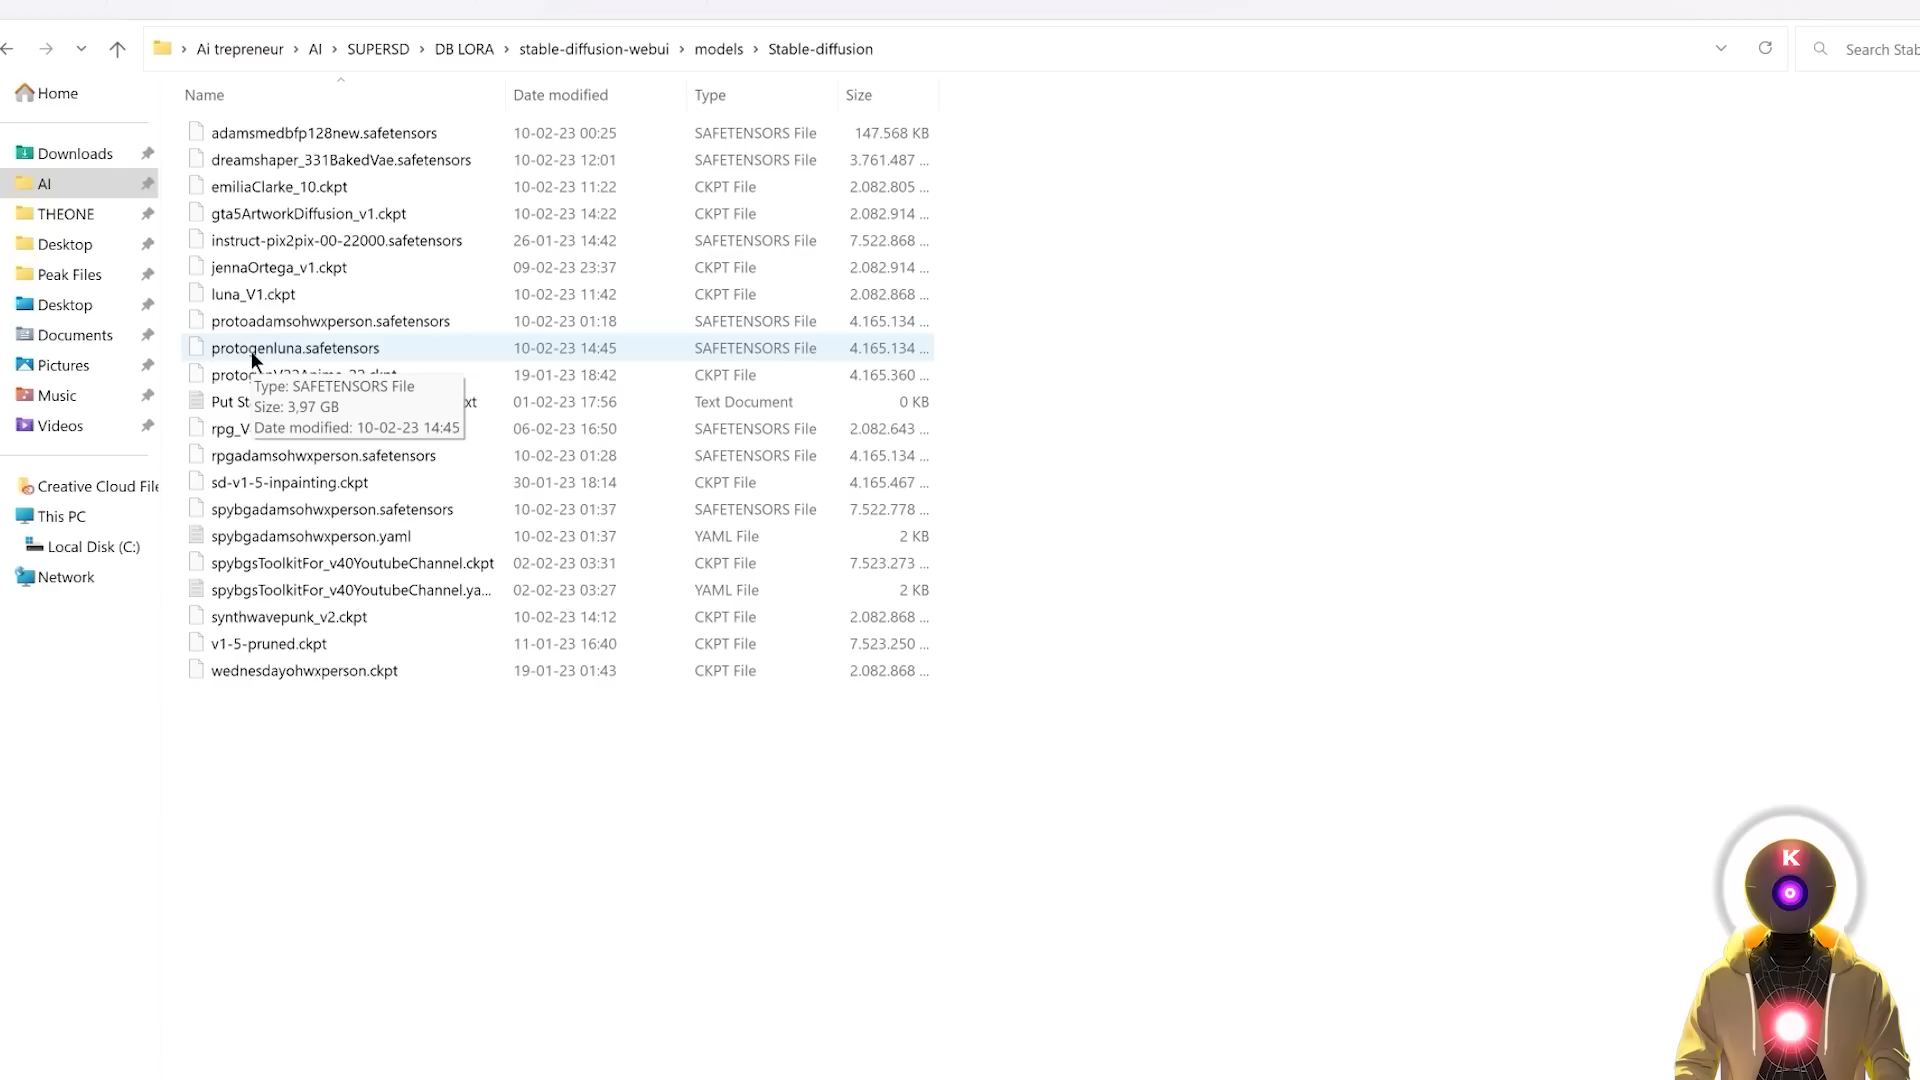 Ai trepreneur > AI > SUPERSD > DB LORA > stable-diffusion-webui > models > Stable-diffusion
Search Stab
Home
Downloads
AI
THEONE
Desktop
Peak Files
Desktop
Documents
Pictures
Music
Videos
Creative Cloud File
This PC
Local Disk (C:)
Network
Name Date modified Type Size
adamsmedbfp128new.safetensors 10-02-23 00:25 SAFETENSORS File 147.568 KB
dreamshaper_331BakedVae.safetensors 10-02-23 12:01 SAFETENSORS File 3.761.487 ...
emiliaClarke_10.ckpt 10-02-23 11:22 CKPT File 2.082.805 ...
gta5ArtworkDiffusion_v1.ckpt 10-02-23 14:22 CKPT File 2.082.914 ...
instruct-pix2pix-00-22000.safetensors 26-01-23 14:42 SAFETENSORS File 7.522.868 ...
jennaOrtega_v1.ckpt 09-02-23 23:37 CKPT File 2.082.914 ...
luna_V1.ckpt 10-02-23 11:42 CKPT File 2.082.868 ...
protoadamsohwxperson.safetensors 10-02-23 01:18 SAFETENSORS File 4.165.134 ...
protogenluna.safetensors 10-02-23 14:45 SAFETENSORS File 4.165.134 ...
19-01-23 18:42 CKPT File 4.165.360 ...
Put St xt 01-02-23 17:56 Text Document 0 KB
rpg_V 06-02-23 16:50 SAFETENSORS File 2.082.643 ...
Type: SAFETENSORS File
Size: 3,97 GB
Date modified: 10-02-23 14:45
rpgadamsohwxperson.safetensors 10-02-23 01:28 SAFETENSORS File 4.165.134 ...
sd-v1-5-inpainting.ckpt 30-01-23 18:14 CKPT File 4.165.467 ...
spybgadamsohwxperson.safetensors 10-02-23 01:37 SAFETENSORS File 7.522.778 ...
spybgadamsohwxperson.yaml 10-02-23 01:37 YAML File 2 KB
spybgsToolkitFor_v40YoutubeChannel.ckpt 02-02-23 03:31 CKPT File 7.523.273 ...
spybgsToolkitFor_v40YoutubeChannel.ya... 02-02-23 03:27 YAML File 2 KB
synthwavepunk_v2.ckpt 10-02-23 14:12 CKPT File 2.082.868 ...
v1-5-pruned.ckpt 11-01-23 16:40 CKPT File 7.523.250 ...
wednesdayohwxperson.ckpt 19-01-23 01:43 CKPT File 2.082.868 ...
K